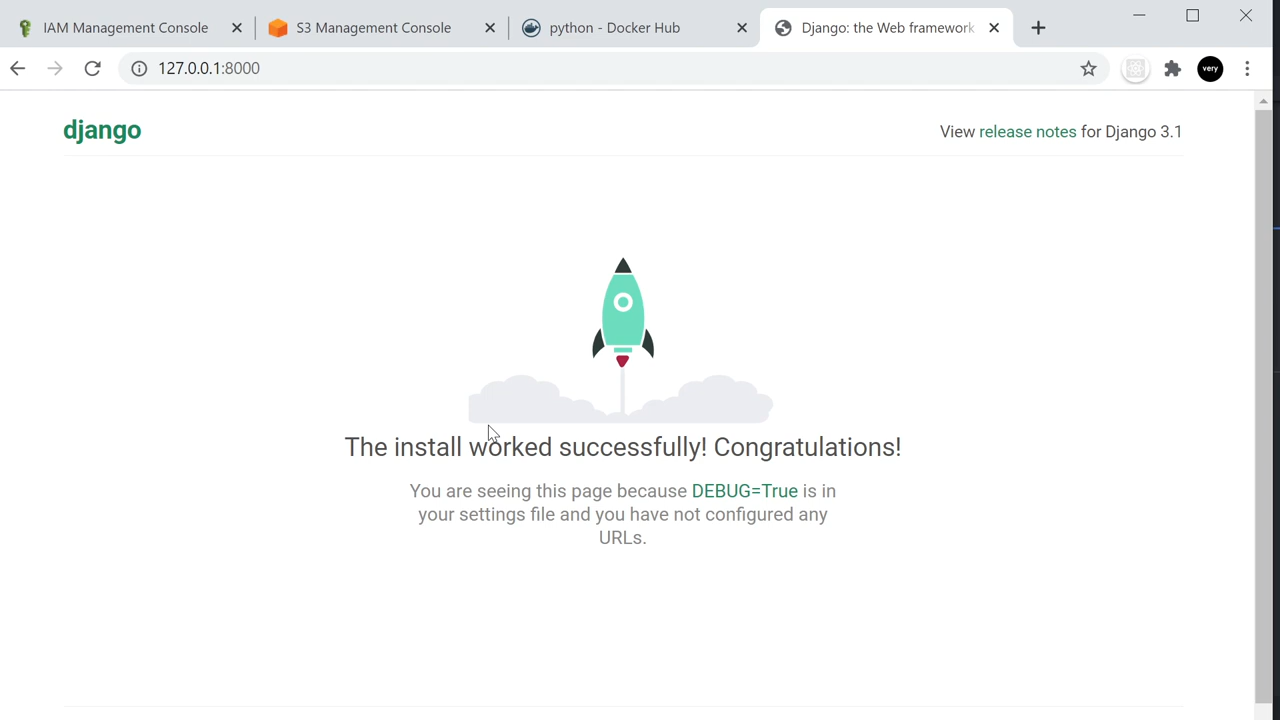 IAM Management Console
S3 Management Console
python - Docker Hub
Django: the Web framework
127.0.0.1:8000
very
django
View release notes for Django 3.1
The install worked successfully! Congratulations!
You are seeing this page because DEBUG=True is in
your settings file and you have not configured any
URLs.